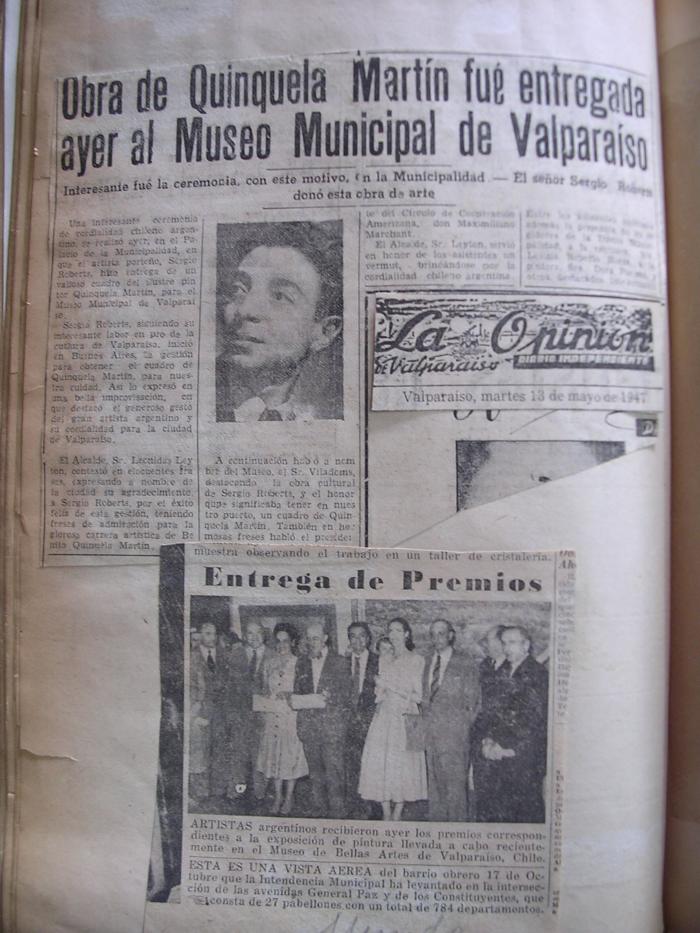 Obra de Quinquela Martín fué entregada
ayer al Museo Municipal de Valparaíso
Interesante fué la ceremonia, con este motivo, en la Municipalidad — El señor Sergio Roberts
donó esta obra de arte
Una interesante ceremonia
de cordialidad chileno argen-
tino, se realizó ayer, en el Pa-
lacio de la Municipalidad, en
que el artista porteño, Sergio
Roberts, hizo entrega de un
valioso cuadro del ilustre pin
tor Quinquela Martín, para el
Museo Municipal de Valparaí
so.
Sergio Roberts, siguiendo su
interesante labor en pro de la
cultura de Valparaíso, inició
en Buenos Aires, la gestión
para obtener el cuadro de
Quinquela Martín, para nues-
tra cuidad. Así lo expresó en
una bella improvisación, en
que destacó el generoso gesto
del gran artista argentino y
su cordialidad para la ciudad
de Valparaíso.
El Alcalde, Sr. Leonidas Ley
ton, contestó en elocuentes fra
ses, expresando a nombre de
la ciudad su agradecimiento,
a Sergio Roberts, por el éxito
feliz de esta gestión, teniendo
frases de admiración para la
gloriosa carrera artística de Be
nito Quinquela Martín.
A continuación habló a nom
bre del Museo, el Sr. Viladoms,
destacando la obra cultural
de Sergio Roberts, y el honor
que significaba tener en nues
tro puerto, un cuadro de Quin
quela Martín. También en her
mosas frases habló el presiden
te del Círculo de
Americana, don Maximiliano
Marchant.
El Alcalde, Sr. Leyton, sirvió
en honor de los asistentes un
vermut, brindándose por la
cordialidad chileno argentina.
Entre los
La Opinion
de Valparaiso DIARIO INDEPENDIENTE
Valparaíso, martes 13 de mayo de 1947
muestra observando el trabajo en un taller de cristalería.
Entrega de Premios
ARTISTAS argentinos recibieron ayer los premios correspon-
dientes a la exposición de pintura llevada a cabo reciente-
mente en el Museo de Bellas Artes de Valparaíso, Chile.
ESTA ES UNA VISTA AEREA del barrio obrero 17 de Oc-
tubre que la Intendencia Municipal ha levantado en la intersec-
ción de las avenidas General Paz y de los Constituyentes, que
consta de 27 pabellones con un total de 784 departamentos.